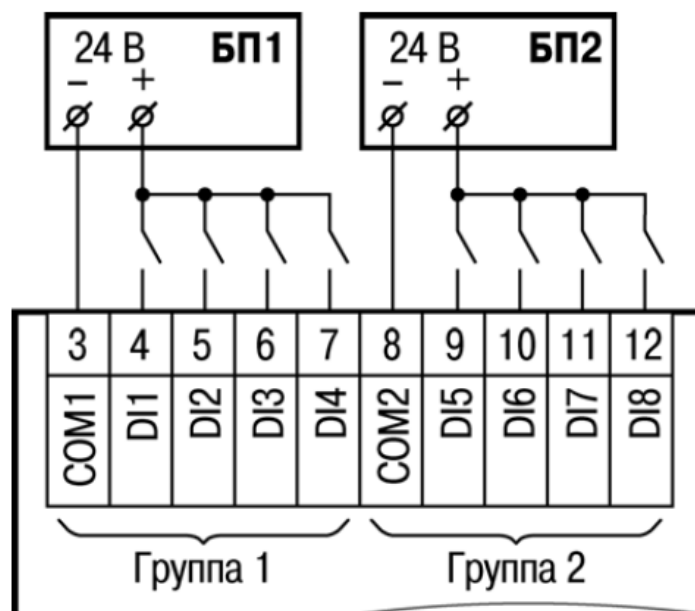 24 В БП1 24 В БП2
– + – +
3 4 5 6 7 8 9 10 11 12
COM1 DI1 DI2 DI3 DI4 COM2 DI5 DI6 DI7 DI8
Группа 1 Группа 2